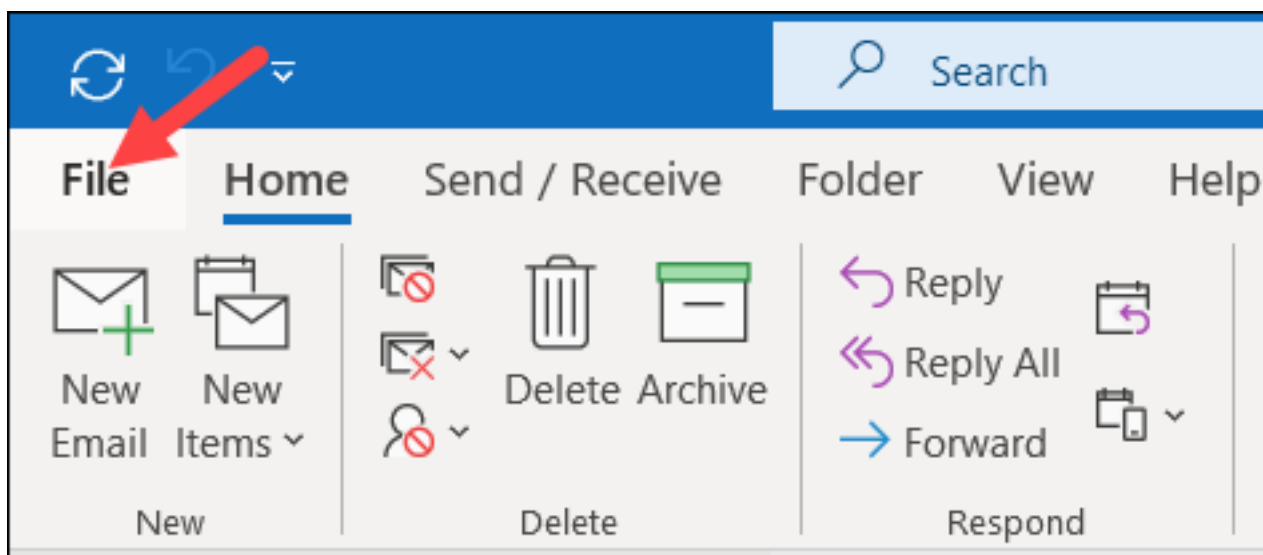 Search
File Home Send / Receive Folder View Help
New Email
New Items
Delete
Archive
Reply
Reply All
Forward
New
Delete
Respond